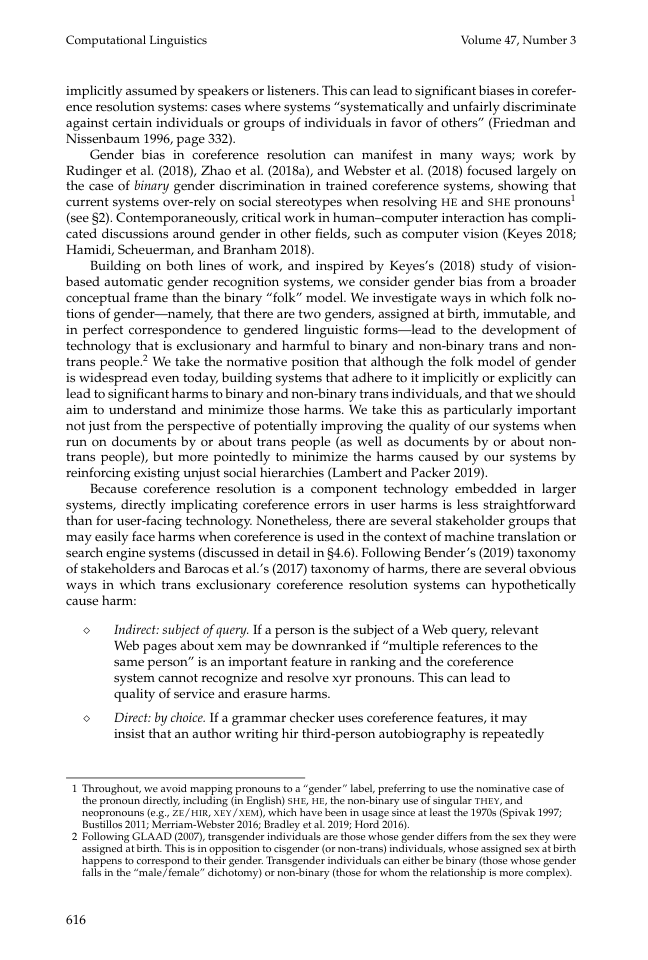 Computational Linguistics Volume 47, Number 3
implicitly assumed by speakers or listeners. This can lead to significant biases in corefer-
ence resolution systems: cases where systems “systematically and unfairly discriminate
against certain individuals or groups of individuals in favor of others” (Friedman and
Nissenbaum 1996, page 332).
Gender bias in coreference resolution can manifest in many ways; work by
Rudinger et al. (2018), Zhao et al. (2018a), and Webster et al. (2018) focused largely on
the case of binary gender discrimination in trained coreference systems, showing that
current systems over-rely on social stereotypes when resolving HE and SHE pronouns1
(see §2). Contemporaneously, critical work in human–computer interaction has compli-
cated discussions around gender in other fields, such as computer vision (Keyes 2018;
Hamidi, Scheuerman, and Branham 2018).
Building on both lines of work, and inspired by Keyes’s (2018) study of vision-
based automatic gender recognition systems, we consider gender bias from a broader
conceptual frame than the binary “folk” model. We investigate ways in which folk no-
tions of gender—namely, that there are two genders, assigned at birth, immutable, and
in perfect correspondence to gendered linguistic forms—lead to the development of
technology that is exclusionary and harmful to binary and non-binary trans and non-
trans people.2 We take the normative position that although the folk model of gender
is widespread even today, building systems that adhere to it implicitly or explicitly can
lead to significant harms to binary and non-binary trans individuals, and that we should
aim to understand and minimize those harms. We take this as particularly important
not just from the perspective of potentially improving the quality of our systems when
run on documents by or about trans people (as well as documents by or about non-
trans people), but more pointedly to minimize the harms caused by our systems by
reinforcing existing unjust social hierarchies (Lambert and Packer 2019).
Because coreference resolution is a component technology embedded in larger
systems, directly implicating coreference errors in user harms is less straightforward
than for user-facing technology. Nonetheless, there are several stakeholder groups that
may easily face harms when coreference is used in the context of machine translation or
search engine systems (discussed in detail in §4.6). Following Bender’s (2019) taxonomy
of stakeholders and Barocas et al.’s (2017) taxonomy of harms, there are several obvious
ways in which trans exclusionary coreference resolution systems can hypothetically
cause harm:
⋄ Indirect: subject of query. If a person is the subject of a Web query, relevant
Web pages about xem may be downranked if “multiple references to the
same person” is an important feature in ranking and the coreference
system cannot recognize and resolve xyr pronouns. This can lead to
quality of service and erasure harms.
⋄ Direct: by choice. If a grammar checker uses coreference features, it may
insist that an author writing hir third-person autobiography is repeatedly
1 Throughout, we avoid mapping pronouns to a “gender” label, preferring to use the nominative case of
the pronoun directly, including (in English) SHE, HE, the non-binary use of singular THEY, and
neopronouns (e.g., ZE/HIR, XEY/XEM), which have been in usage since at least the 1970s (Spivak 1997;
Bustillos 2011; Merriam-Webster 2016; Bradley et al. 2019; Hord 2016).
2 Following GLAAD (2007), transgender individuals are those whose gender differs from the sex they were
assigned at birth. This is in opposition to cisgender (or non-trans) individuals, whose assigned sex at birth
happens to correspond to their gender. Transgender individuals can either be binary (those whose gender
falls in the “male/female” dichotomy) or non-binary (those for whom the relationship is more complex).
616